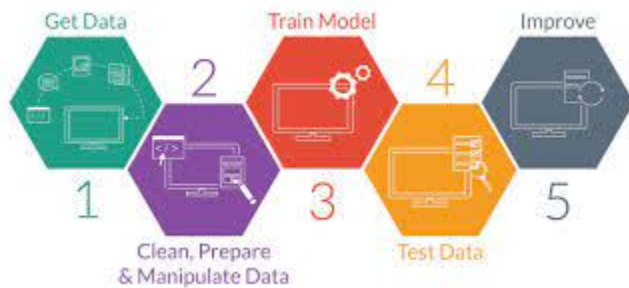 Get Data
1
2
Clean, Prepare
& Manipulate Data
Train Model
3
4
Test Data
Improve
5